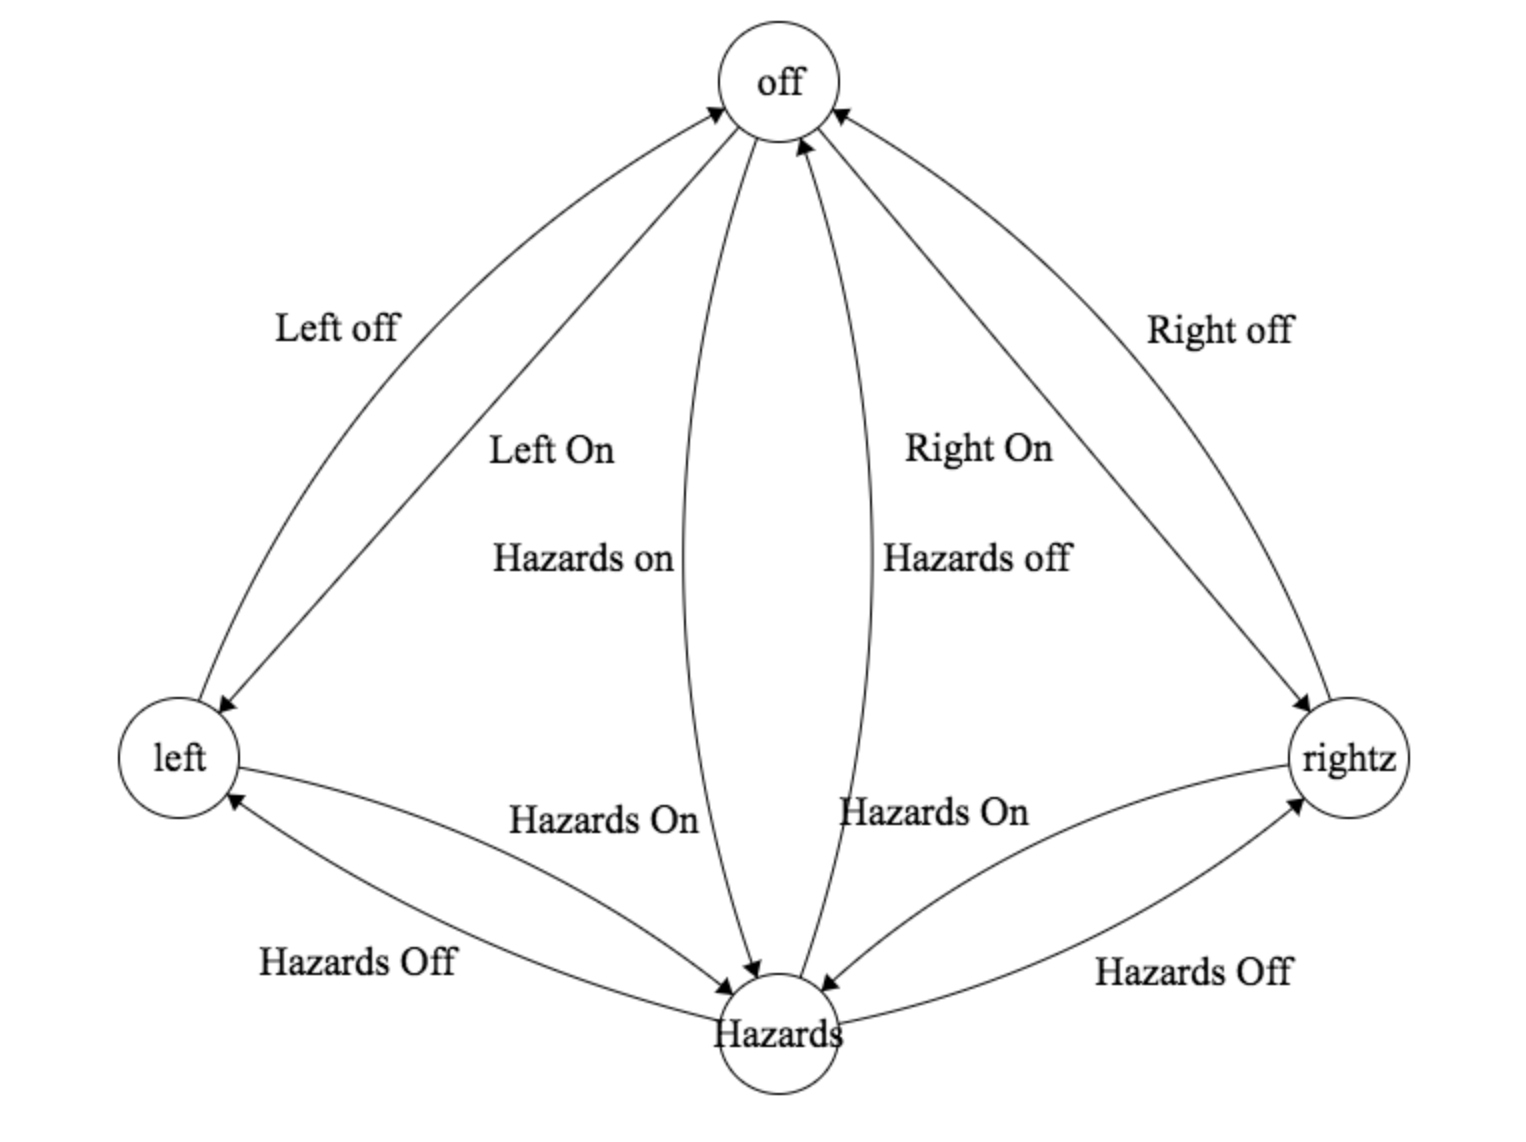 off
Left off
Right off
Left On
Right On
Hazards on
Hazards off
left
rightz
Hazards On
Hazards On
Hazards Off
Hazards Off
Hazards